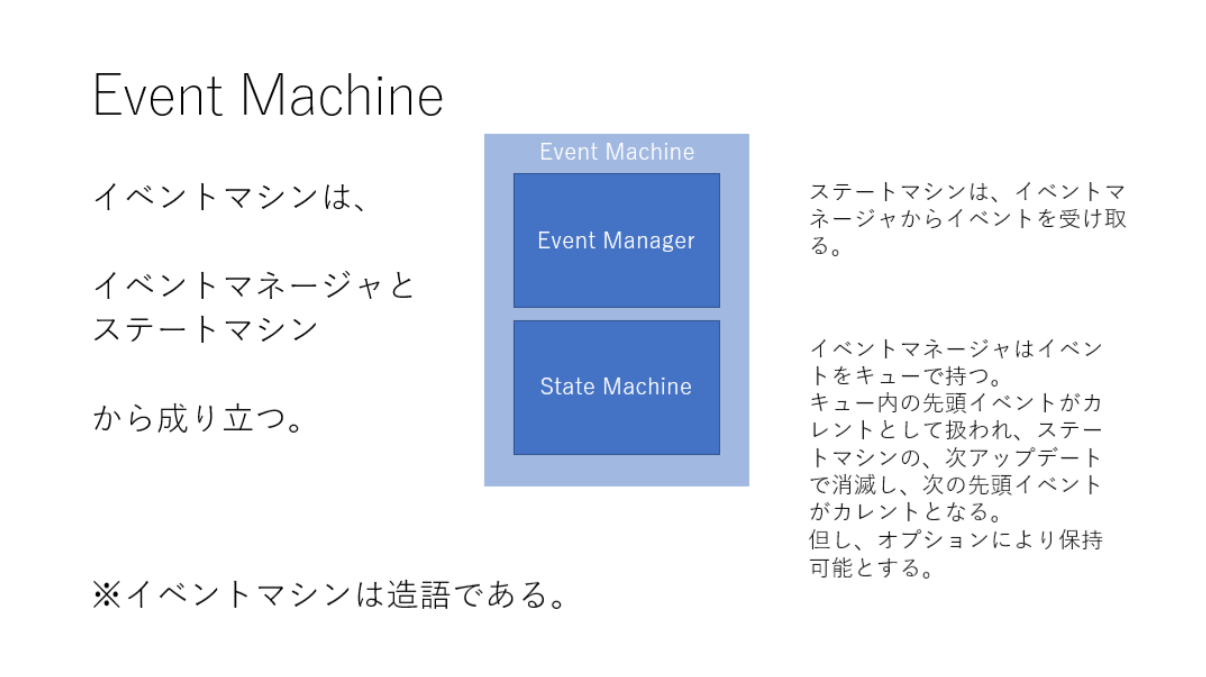 Event Machine
イベントマシンは、
イベントマネージャと
ステートマシン
から成り立つ。
※イベントマシンは造語である。
Event Machine
Event Manager
State Machine
ステートマシンは、イベントマ
ネージャからイベントを受け取
る。
イベントマネージャはイベン
トをキューで持つ。
キュー内の先頭イベントがカ
レントとして扱われ、ステー
トマシンの、次アップデート
で消滅し、次の先頭イベント
がカレントとなる。
但し、オプションにより保持
可能とする。